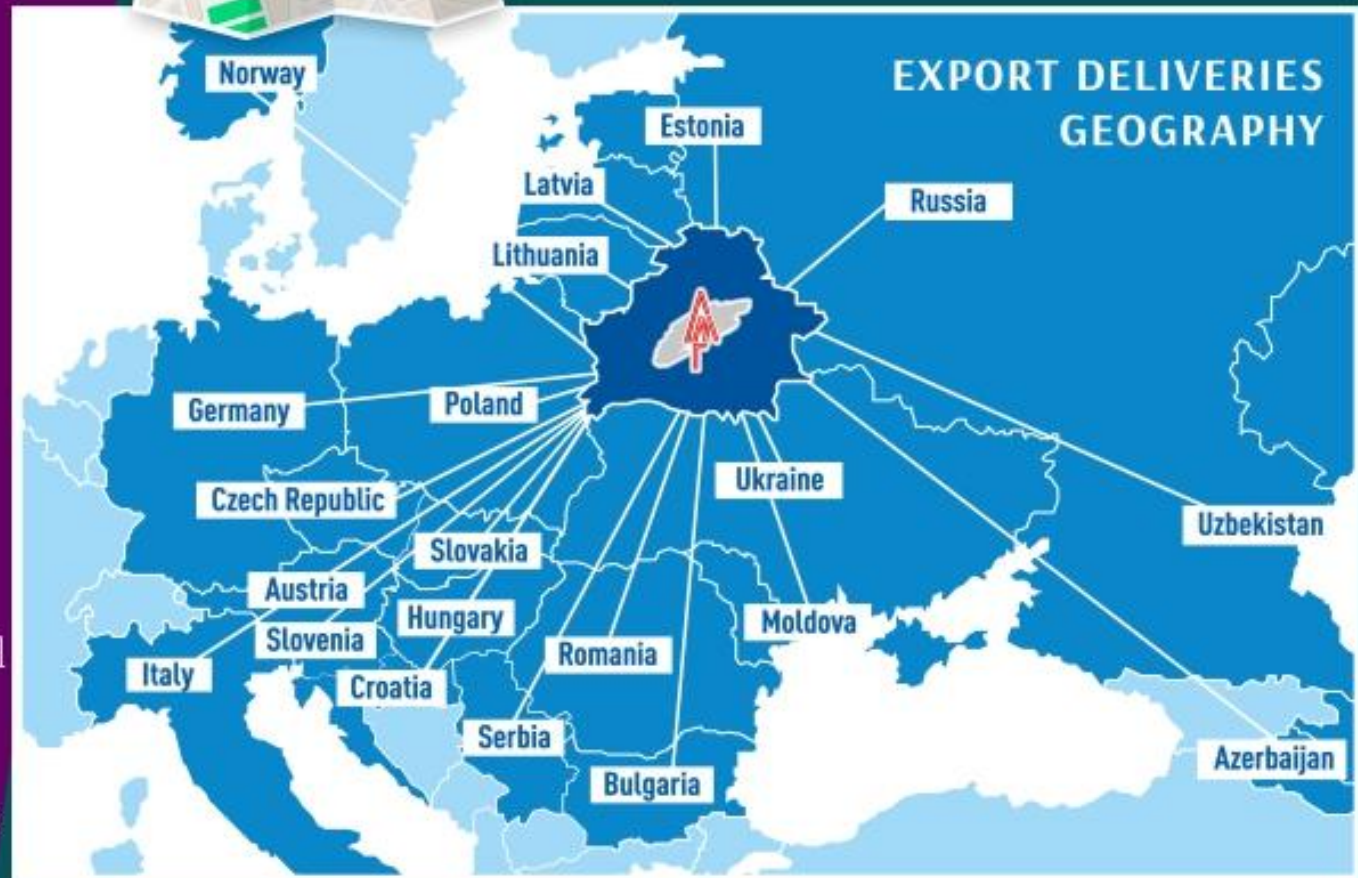 EXPORT DELIVERIES
GEOGRAPHY
Norway
Estonia
Latvia
Russia
Lithuania
Germany
Poland
Czech Republic
Ukraine
Uzbekistan
Slovakia
Austria
Hungary
Slovenia
Moldova
Romania
Italy
Croatia
Serbia
Azerbaijan
Bulgaria